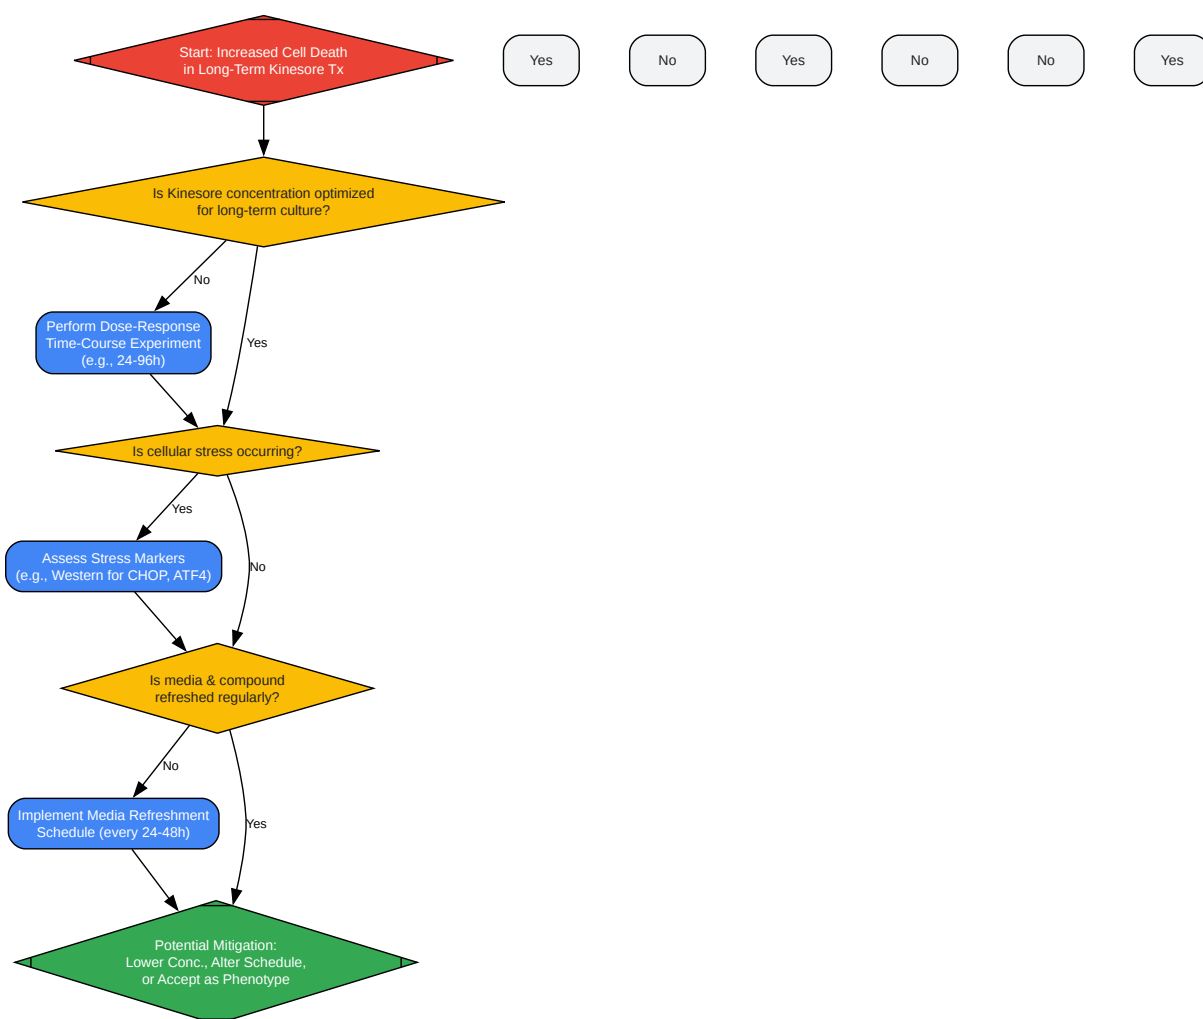 Start: Increased Cell Death
in Long-Term Kinesore Tx
Yes
No
Yes
No
No
Yes
Is Kinesore concentration optimized
for long-term culture?
No
Perform Dose-Response
Time-Course Experiment
(e.g., 24-96h)
Yes
Is cellular stress occurring?
Yes
Assess Stress Markers
(e.g., Western for CHOP, ATF4)
No
Is media & compound
refreshed regularly?
No
Implement Media Refreshment
Schedule (every 24-48h)
Yes
Potential Mitigation:
Lower Conc., Alter Schedule,
or Accept as Phenotype